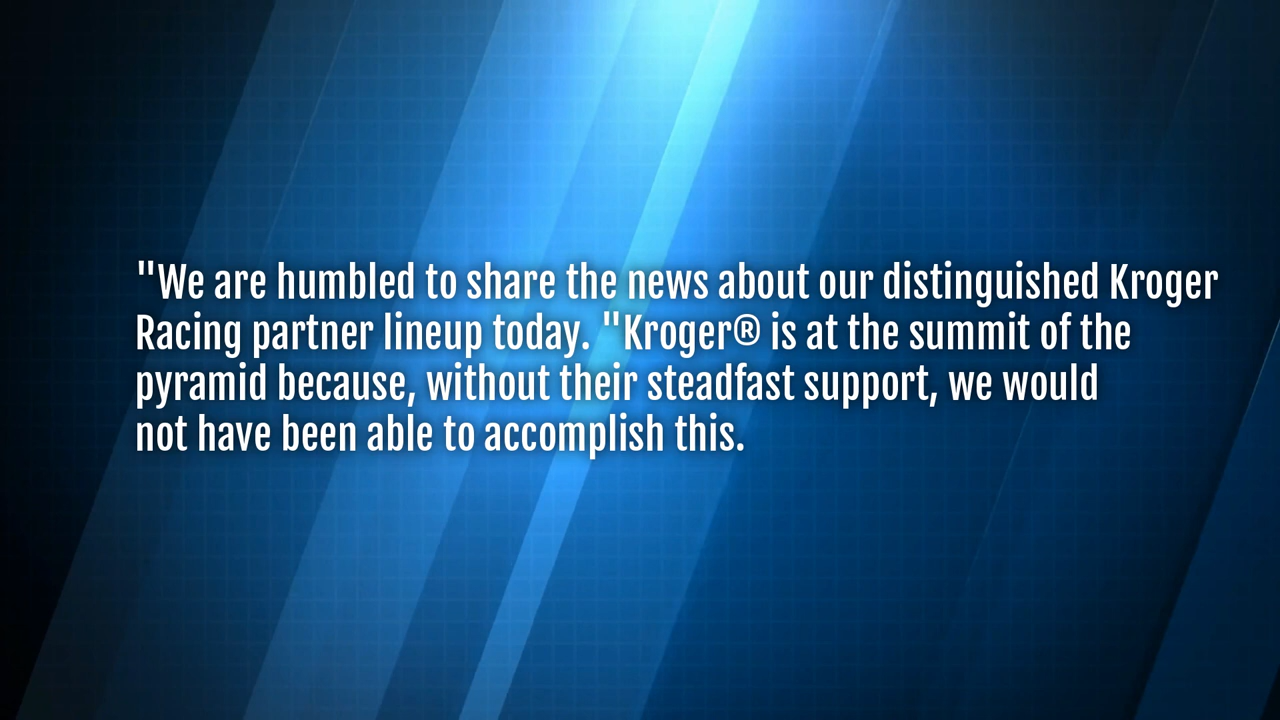 "We are humbled to share the news about our distinguished Kroger
Racing partner lineup today. "Kroger® is at the summit of the
pyramid because, without their steadfast support, we would
not have been able to accomplish this.